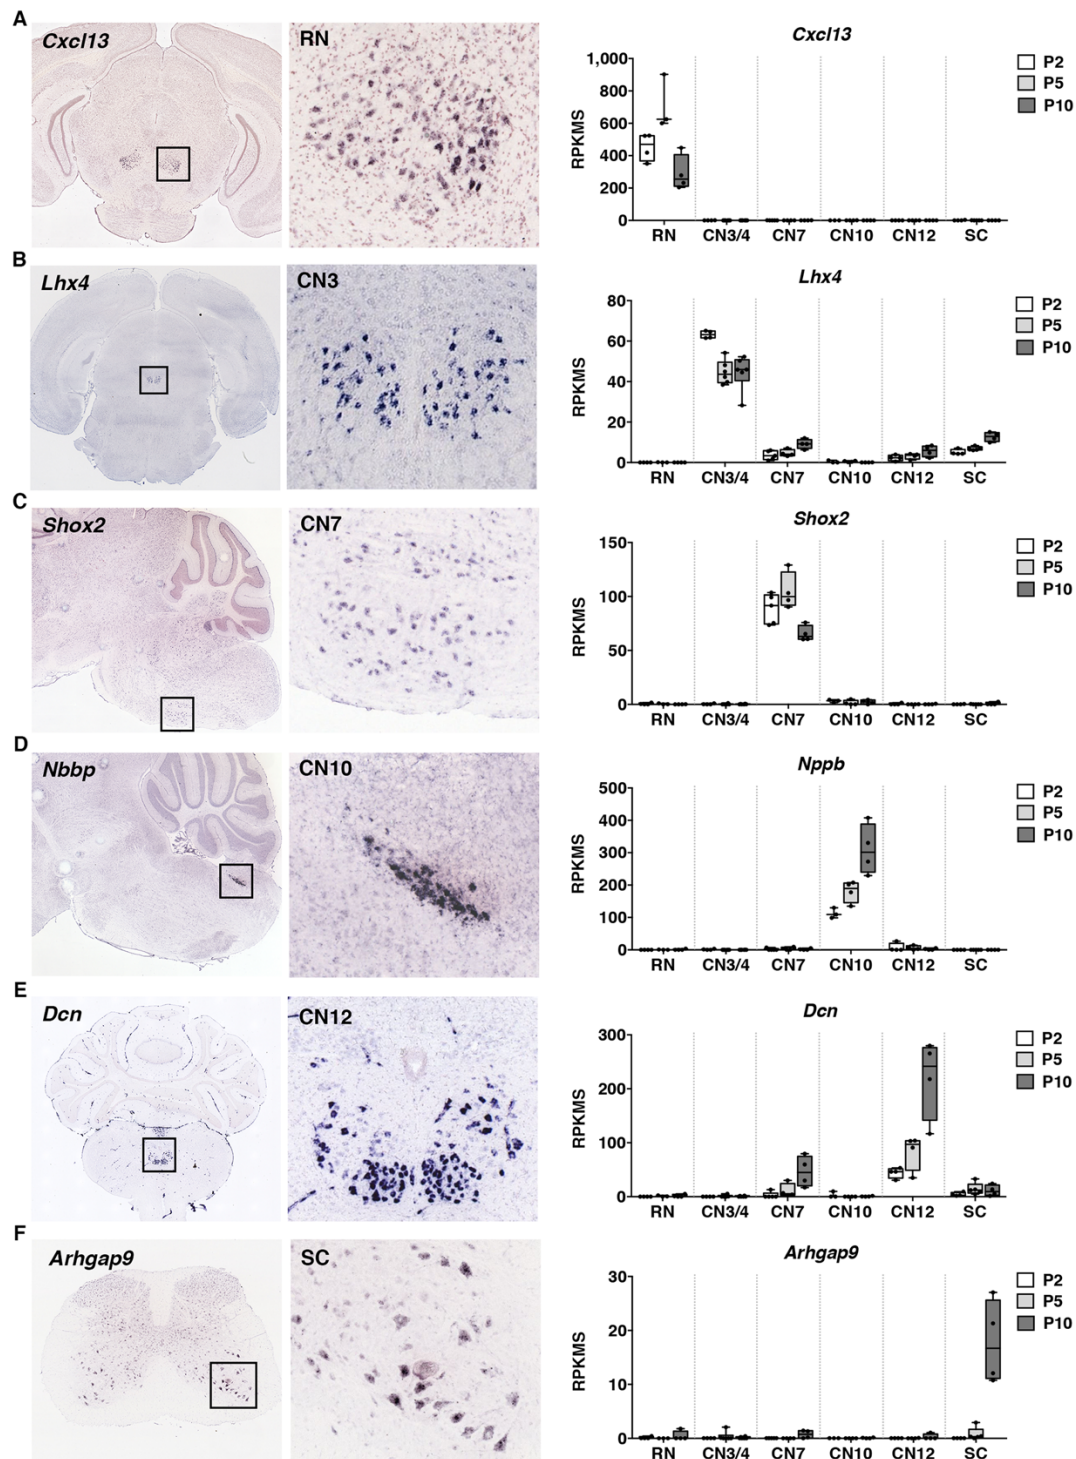 A
Cxcl13
RN
Cxcl13
1,000
800
600
400
200
0
RPKMS
RN CN3/4 CN7 CN10 CN12 SC
P2
P5
P10
B
Lhx4
CN3
Lhx4
80
60
40
20
0
RPKMS
RN CN3/4 CN7 CN10 CN12 SC
P2
P5
P10
C
Shox2
CN7
Shox2
150
100
50
0
RPKMS
RN CN3/4 CN7 CN10 CN12 SC
P2
P5
P10
D
Nbbp
CN10
Nppb
500
400
300
200
100
0
RPKMS
RN CN3/4 CN7 CN10 CN12 SC
P2
P5
P10
E
Dcn
CN12
Dcn
300
200
100
0
RPKMS
RN CN3/4 CN7 CN10 CN12 SC
P2
P5
P10
F
Arhgap9
SC
Arhgap9
30
20
10
0
RPKMS
RN CN3/4 CN7 CN10 CN12 SC
P2
P5
P10